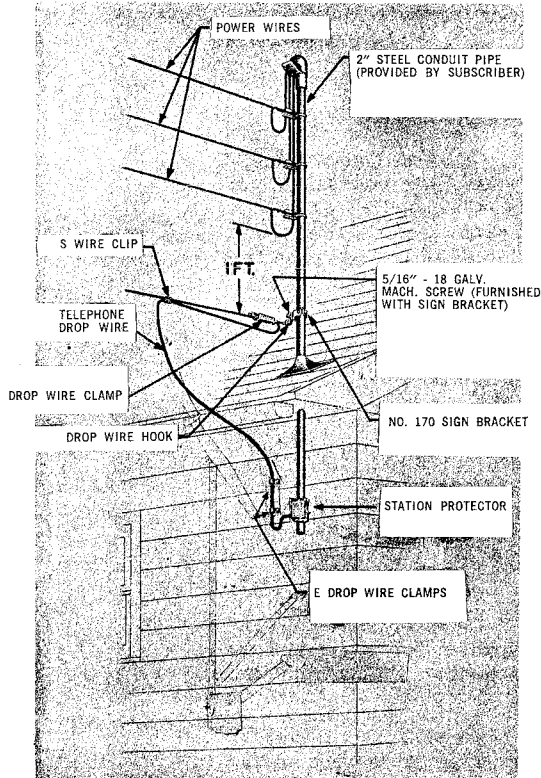 POWER WIRES
2" STEEL CONDUIT PIPE
(PROVIDED BY SUBSCRIBER)
S WIRE CLIP
1FT.
5/16" - 18 GALV.
MACH. SCREW (FURNISHED
WITH SIGN BRACKET)
TELEPHONE
DROP WIRE
DROP WIRE CLAMP
NO. 170 SIGN BRACKET
DROP WIRE HOOK
STATION PROTECTOR
E DROP WIRE CLAMPS